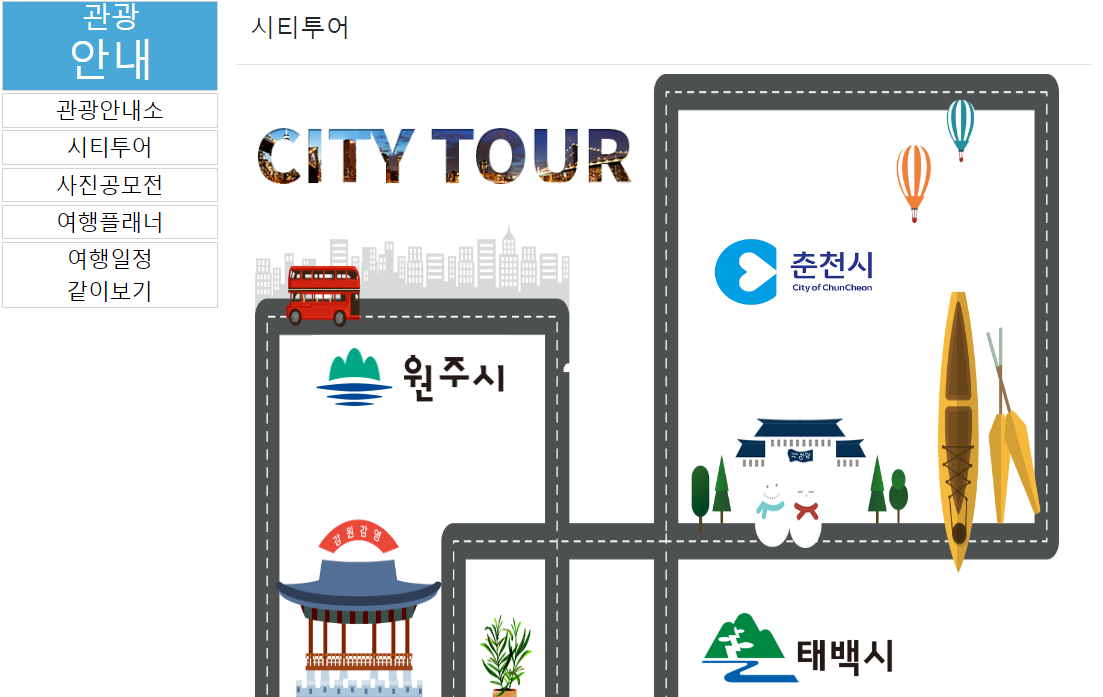 관광
안내
관광안내소
시티투어
사진공모전
여행플래너
여행일정
같이보기
시티투어
CITY TOUR
춘천시
City of ChunCheon
원주시
강원감영
태백시